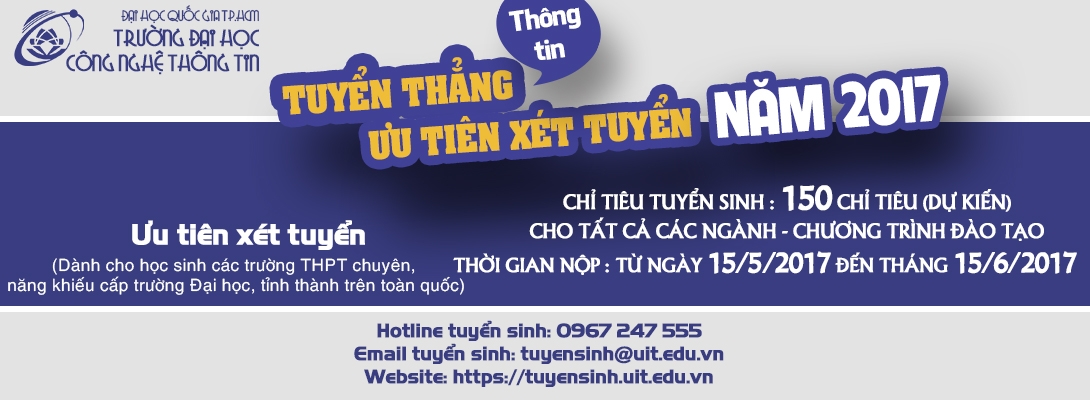 ĐẠI HỌC QUỐC GIA TP.HCM
TRƯỜNG ĐẠI HỌC
CÔNG NGHỆ THÔNG TIN
Thông
tin
TUYỂN THẲNG
ƯU TIÊN XÉT TUYỂN NĂM 2017
Ưu tiên xét tuyển
(Dành cho học sinh các trường THPT chuyên,
năng khiếu cấp trường Đại học, tỉnh thành trên toàn quốc)
CHỈ TIÊU TUYỂN SINH : 150 CHỈ TIÊU (DỰ KIẾN)
CHO TẤT CẢ CÁC NGÀNH - CHƯƠNG TRÌNH ĐÀO TẠO
THỜI GIAN NỘP : TỪ NGÀY 15/5/2017 ĐẾN THÁNG 15/6/2017
Hotline tuyển sinh: 0967 247 555
Email tuyển sinh: tuyensinh@uit.edu.vn
Website: https://tuyensinh.uit.edu.vn